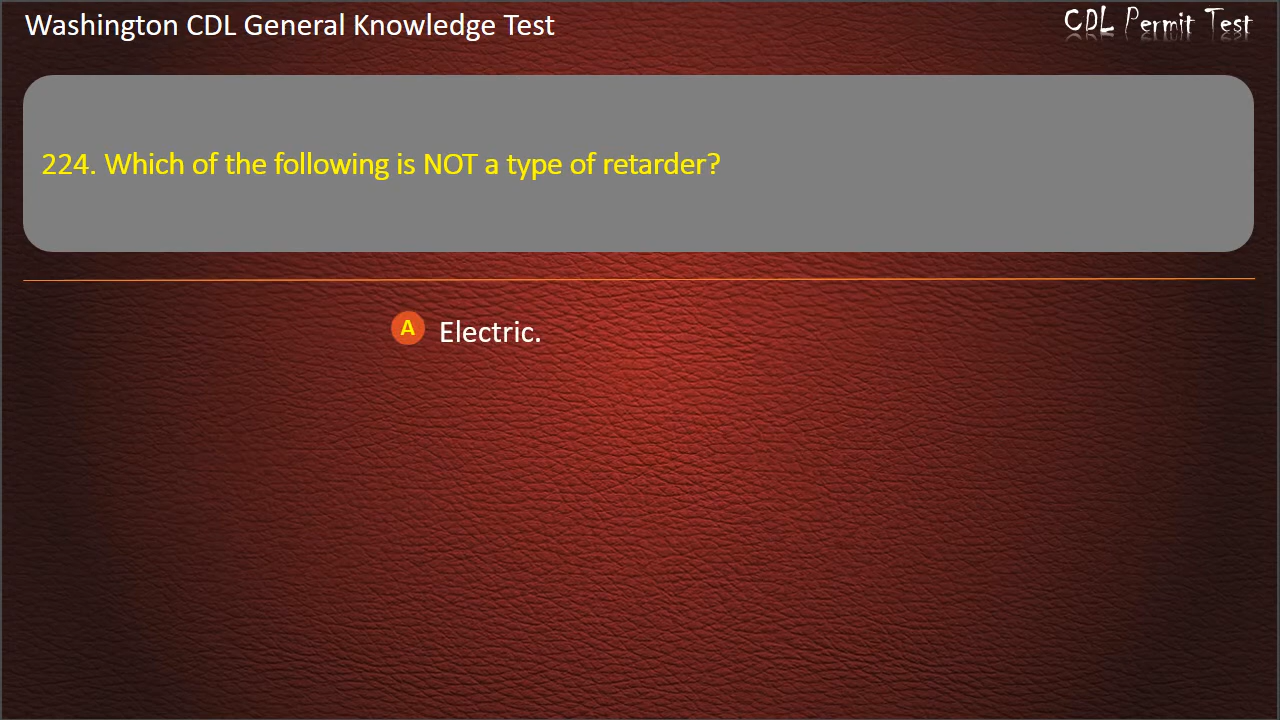 Washington CDL General Knowledge Test
CDL Permit Test
224. Which of the following is NOT a type of retarder?
A Electric.